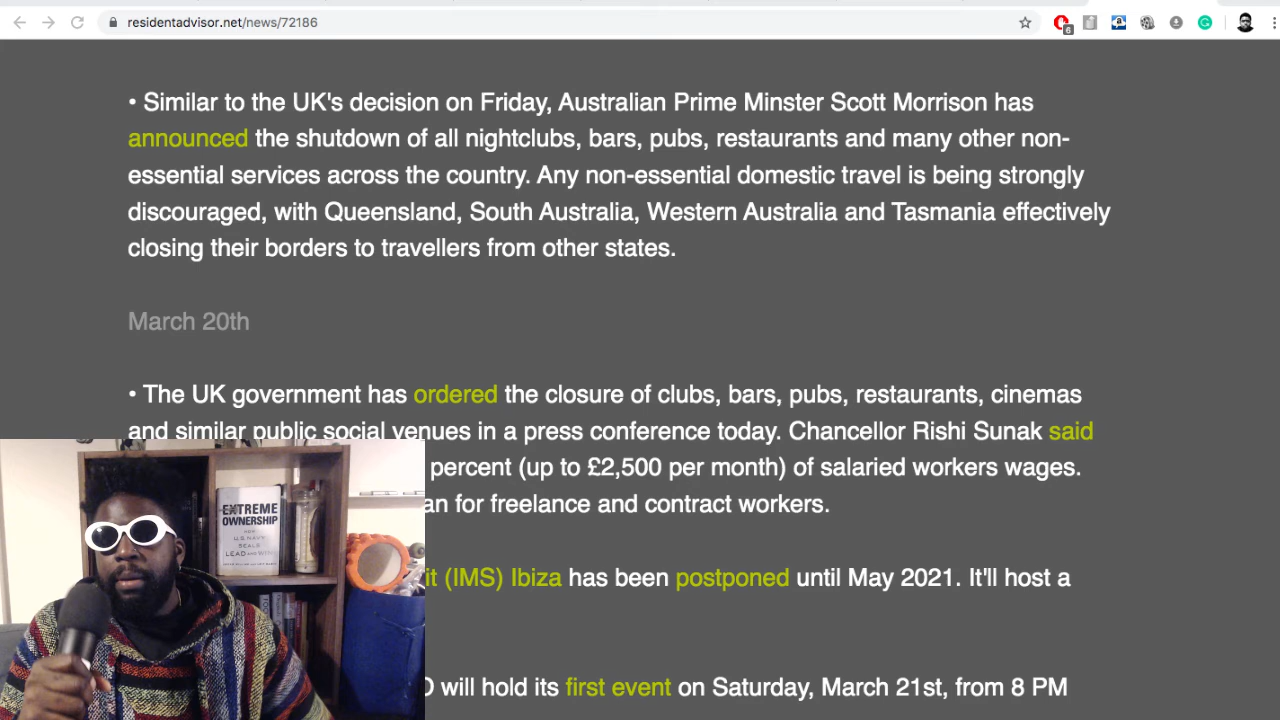 residentadvisor.net/news/72186
6
• Similar to the UK's decision on Friday, Australian Prime Minster Scott Morrison has
announced the shutdown of all nightclubs, bars, pubs, restaurants and many other non-
essential services across the country. Any non-essential domestic travel is being strongly
discouraged, with Queensland, South Australia, Western Australia and Tasmania effectively
closing their borders to travellers from other states.
March 20th
• The UK government has ordered the closure of clubs, bars, pubs, restaurants, cinemas
and similar public social venues in a press conference today. Chancellor Rishi Sunak said
percent (up to £2,500 per month) of salaried workers wages.
an for freelance and contract workers.
it (IMS) Ibiza has been postponed until May 2021. It'll host a
will hold its first event on Saturday, March 21st, from 8 PM
EXTREME
OWNERSHIP
U.S. NAVY
SEALS
LEAD AND WIN